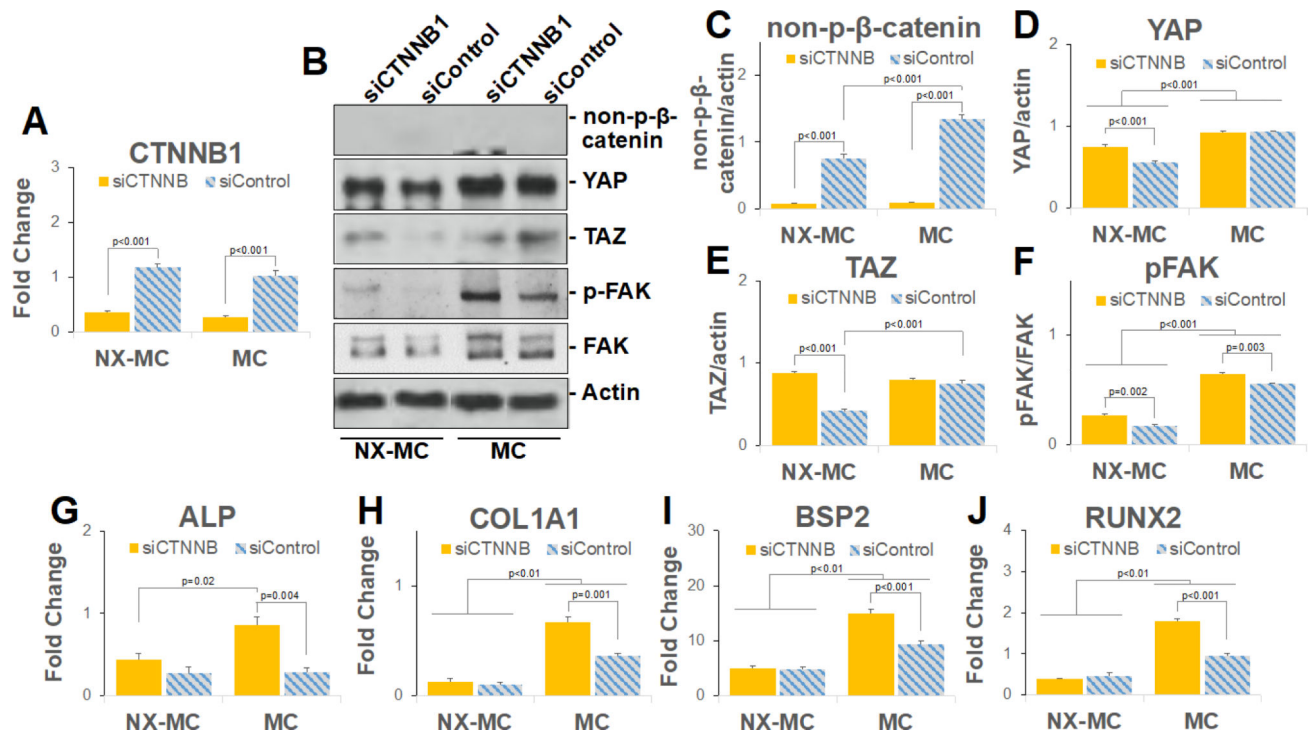 A
CTNNB1
siCTNNB siControl
Fold Change
3
2
1
0
p<0.001
p<0.001
NX-MC MC
B
siCTNNB1 siControl siCTNNB1 siControl
- non-p-β-
catenin
- YAP
- TAZ
- p-FAK
- FAK
- Actin
NX-MC MC
C
non-p-β-catenin
siCTNNB siControl
non-p-β-
catenin/actin
2
1
0
p<0.001
p<0.001
p<0.001
NX-MC MC
D
YAP
siCTNNB siControl
YAP/actin
2
1
0
p<0.001
p<0.001
NX-MC MC
E
TAZ
siCTNNB siControl
TAZ/actin
2
1
0
p<0.001
p<0.001
NX-MC MC
F
pFAK
siCTNNB siControl
pFAK/FAK
1
0
p<0.001
p=0.003
p=0.002
NX-MC MC
G
ALP
siCTNNB siControl
Fold Change
2
1
0
p=0.02
p=0.004
NX-MC MC
H
COL1A1
siCTNNB siControl
Fold Change
1
0
p<0.01
p=0.001
NX-MC MC
I
BSP2
siCTNNB siControl
Fold Change
30
20
10
0
p<0.01
p<0.001
NX-MC MC
J
RUNX2
siCTNNB siControl
Fold Change
4
3
2
1
0
p<0.01
p<0.001
NX-MC MC